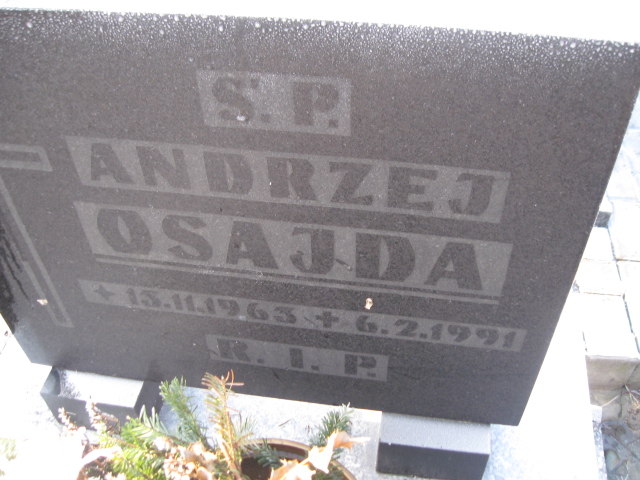 Ś. P.
ANDRZEJ
OSAJDA
+ 13.11.1963 + 6.2.1991
R. I. P.